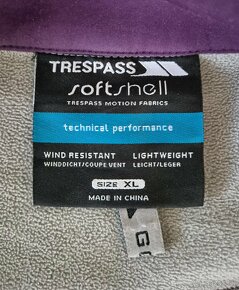 TRESPASS
softshell
TRESPASS MOTION FABRICS
technical performance
WIND RESISTANT LIGHTWEIGHT
WINDDICHT/COUPE VENT LEICHT/LEGER
SIZE XL
MADE IN CHINA